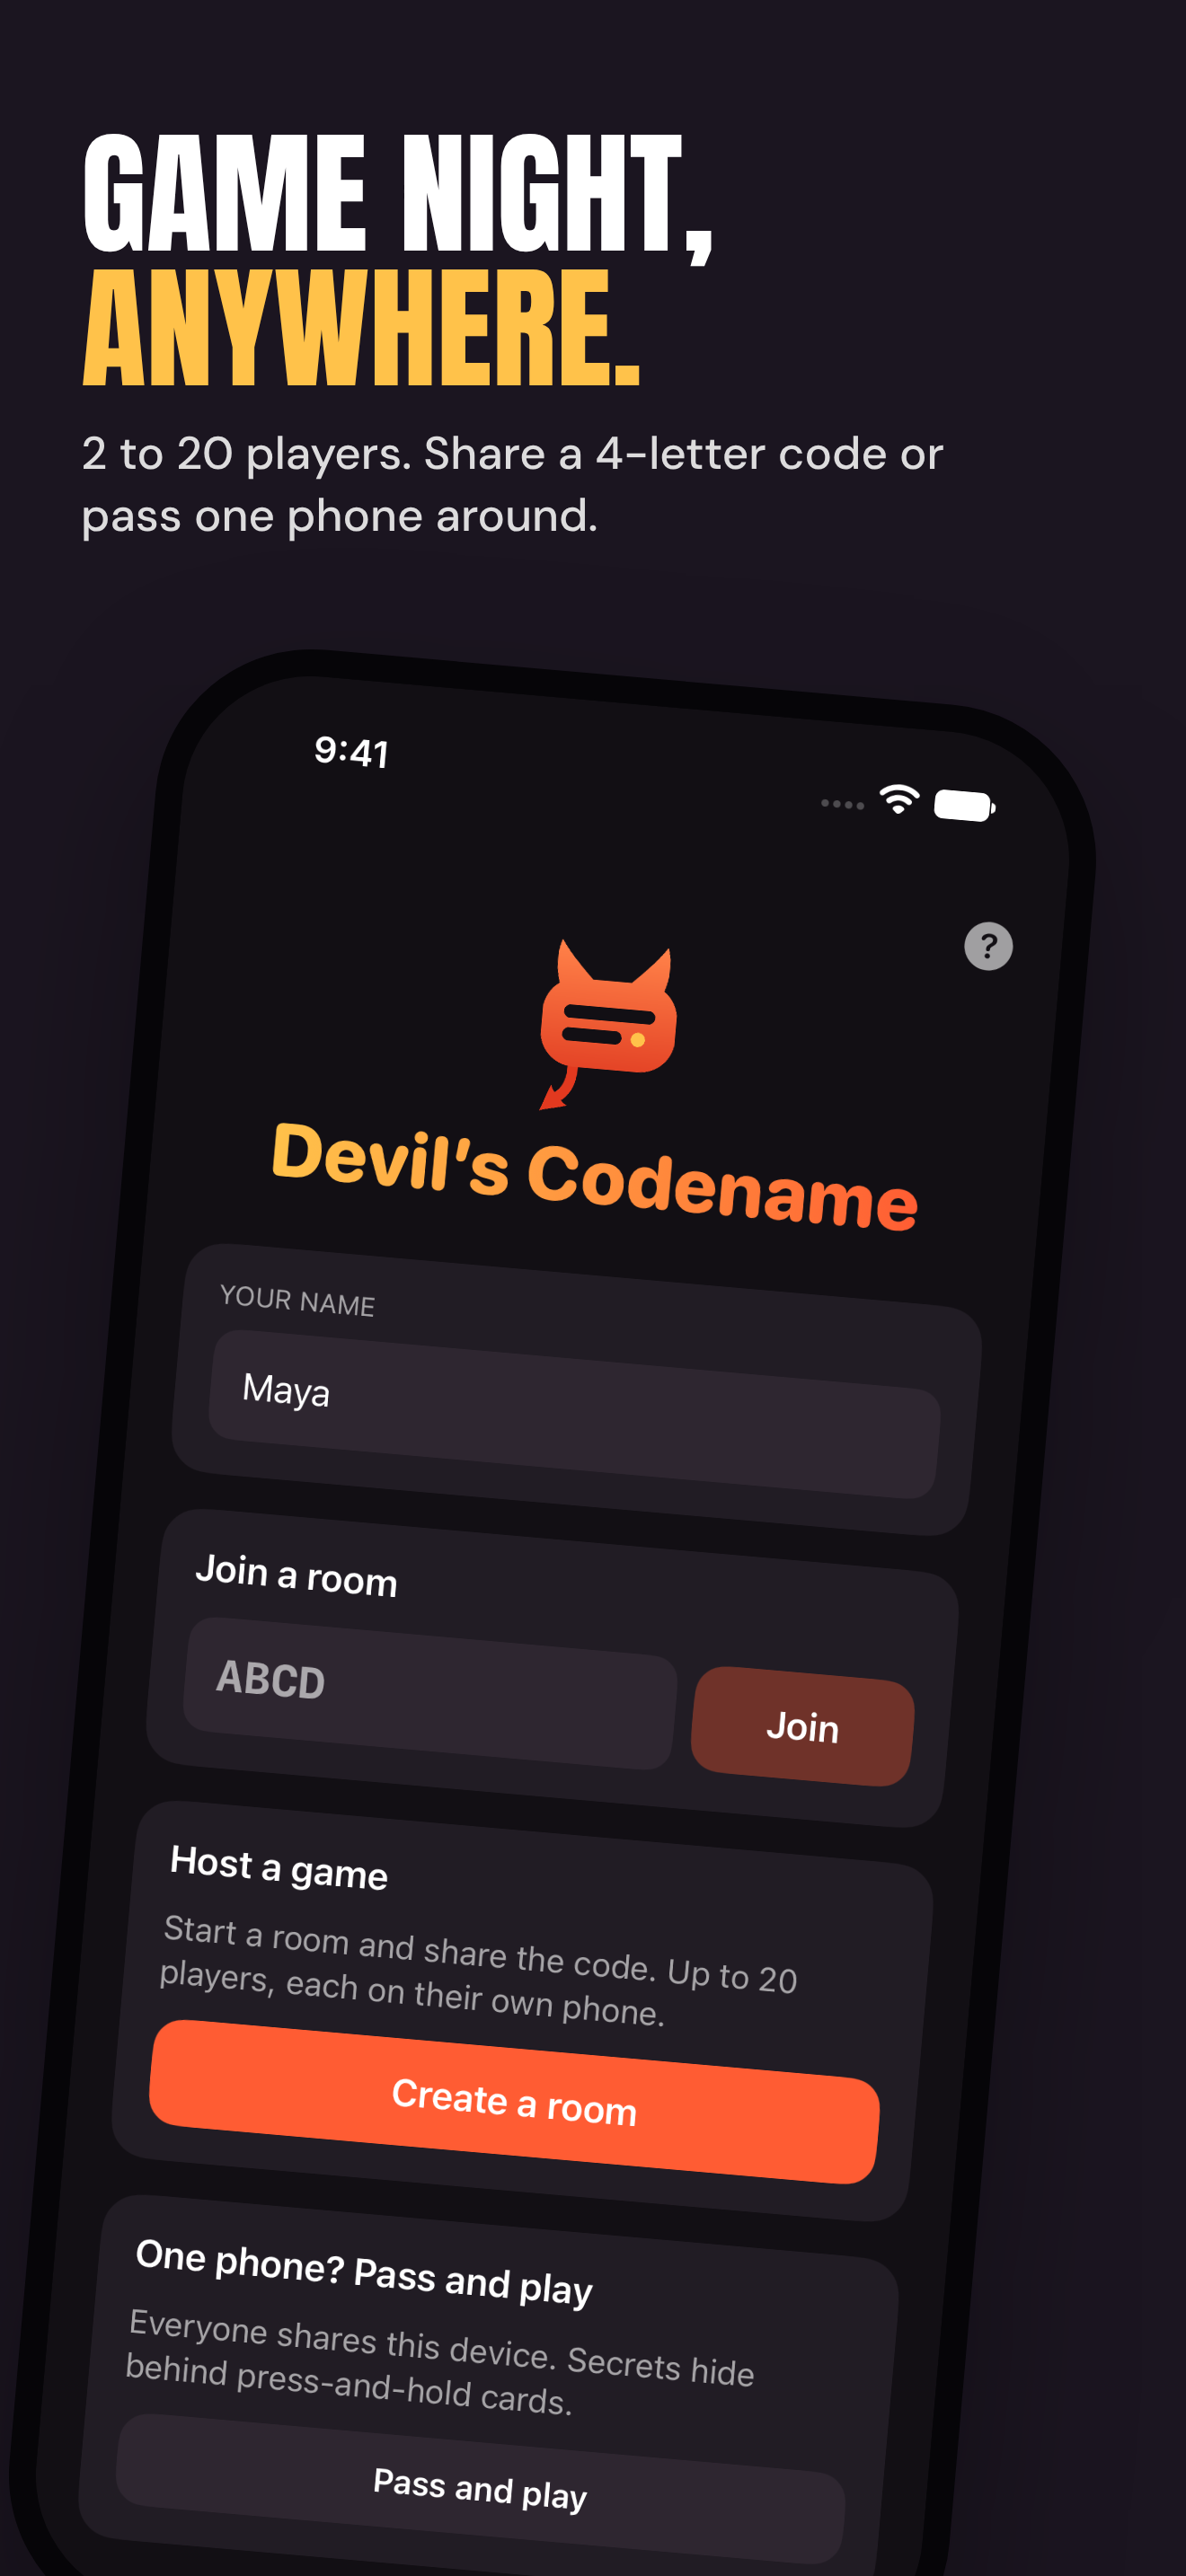 GAME NIGHT,
ANYWHERE.
2 to 20 players. Share a 4-letter code or
pass one phone around.
9:41
?
Devil's Codename
YOUR NAME
Maya
Join a room
ABCD
Join
Host a game
Start a room and share the code. Up to 20
players, each on their own phone.
Create a room
One phone? Pass and play
Everyone shares this device. Secrets hide
behind press-and-hold cards.
Pass and play